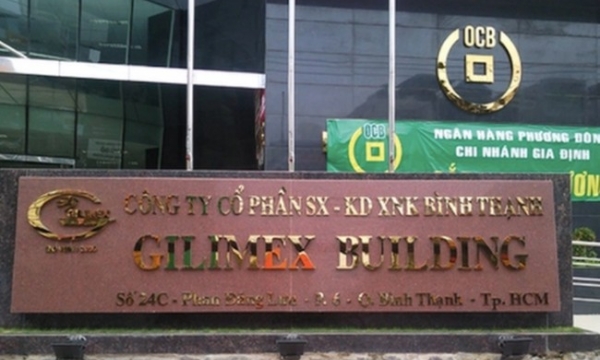 OCB
OCB
NGÂN HÀNG PHƯƠNG ĐÔNG
CHI NHÁNH GIA ĐỊNH
GILIMEX
CÔNG TY CỔ PHẦN SX - KD XNK BÌNH THẠNH
GILIMEX BUILDING
Số 24C - Phan Đăng Lưu - P. 6 - Q. Bình Thạnh - Tp. HCM